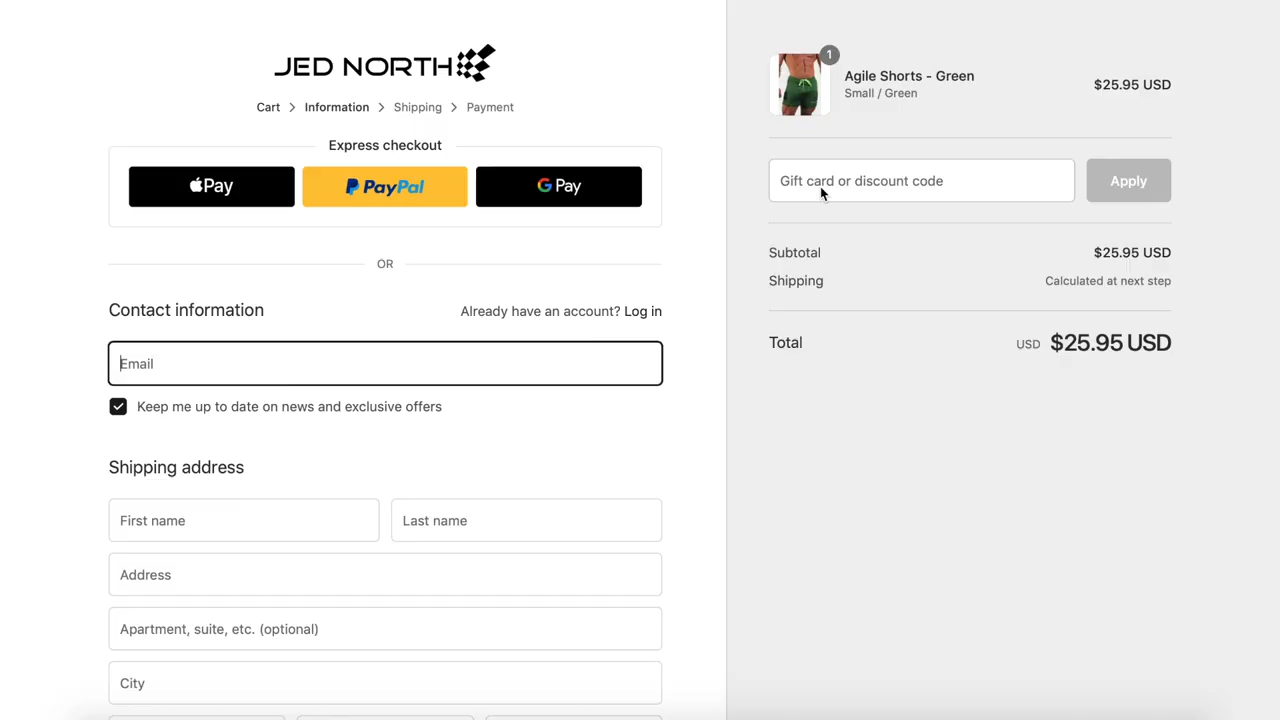 JED NORTH
Cart > Information > Shipping > Payment
Express checkout
Pay
PayPal
G Pay
OR
Contact information
Already have an account? Log in
Email
Keep me up to date on news and exclusive offers
Shipping address
First name
Last name
Address
Apartment, suite, etc. (optional)
City
1
Agile Shorts - Green
$25.95 USD
Small / Green
Gift card or discount code
Apply
Subtotal
$25.95 USD
Shipping
Calculated at next step
Total
USD $25.95 USD